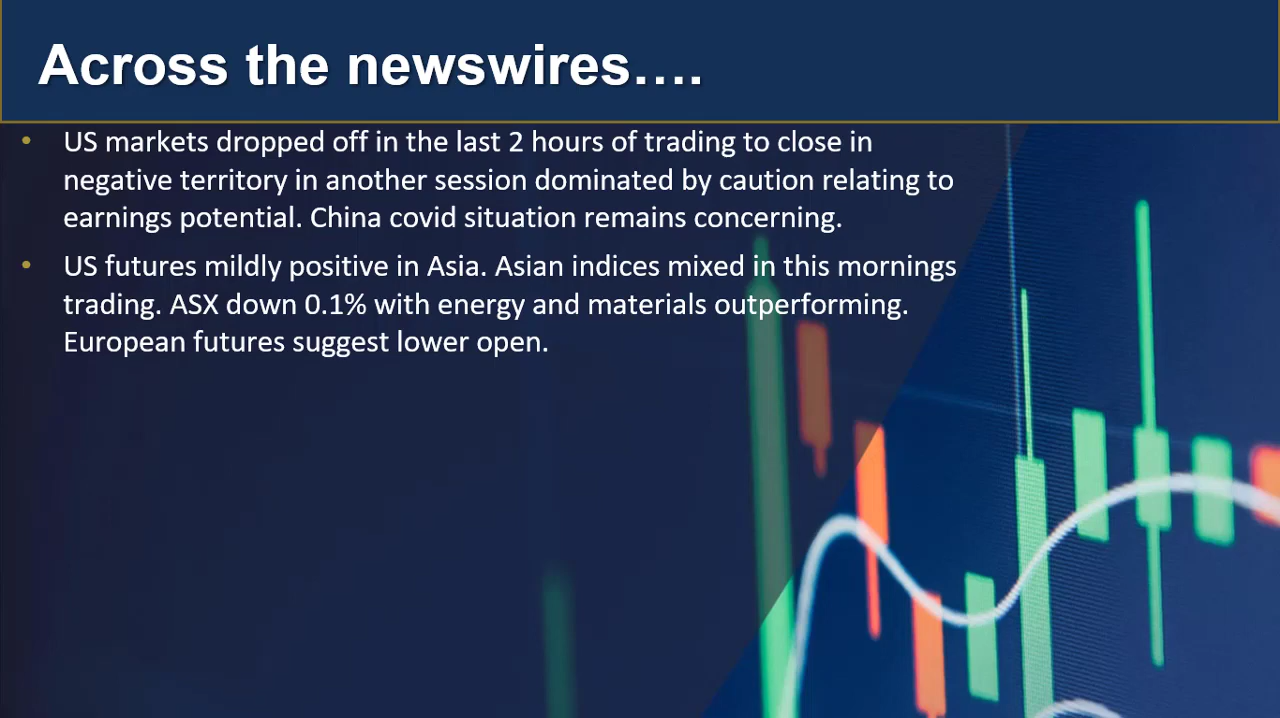 Across the newswires….
• US markets dropped off in the last 2 hours of trading to close in
negative territory in another session dominated by caution relating to
earnings potential. China covid situation remains concerning.
• US futures mildly positive in Asia. Asian indices mixed in this mornings
trading. ASX down 0.1% with energy and materials outperforming.
European futures suggest lower open.